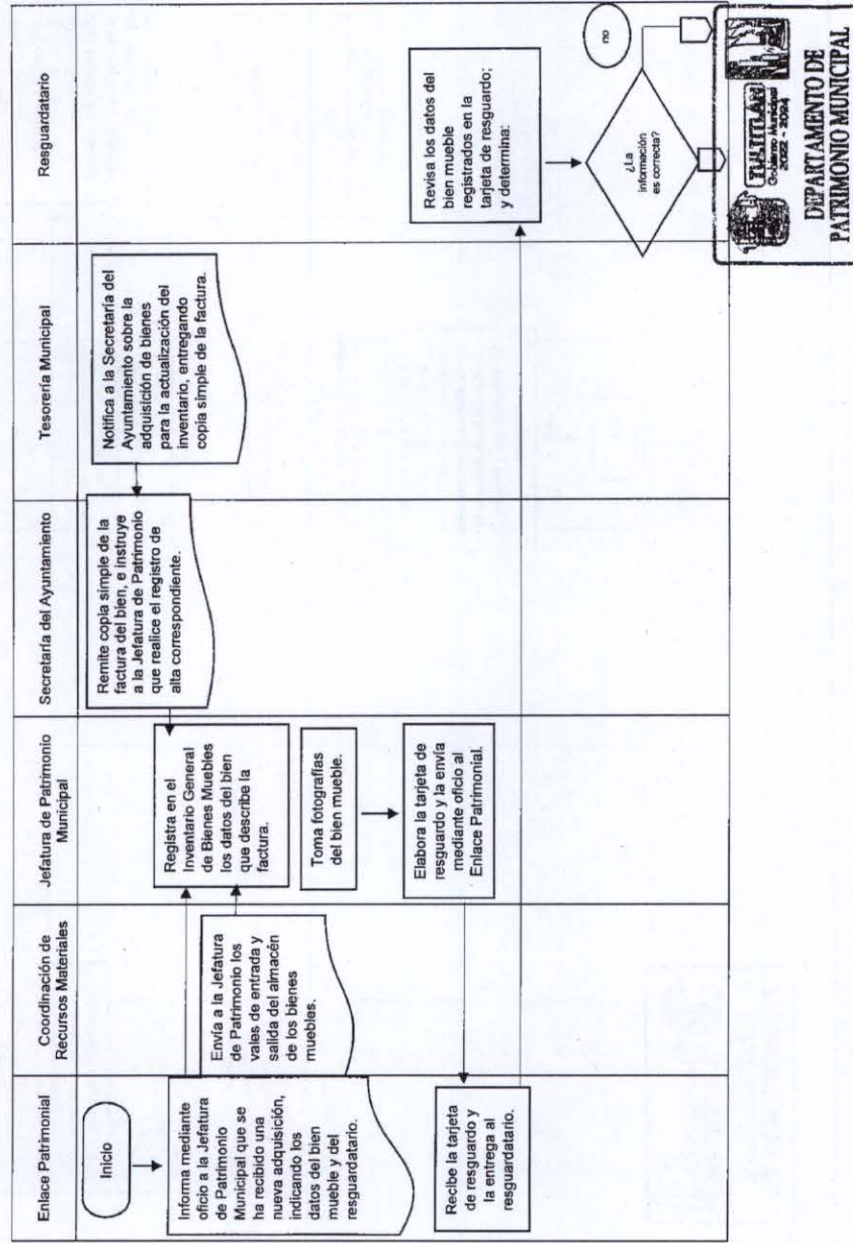 Enlace Patrimonial
Coordinación de
Recursos Materiales
Jefatura de Patrimonio
Municipal
Secretaría del Ayuntamiento
Tesorería Municipal
Resguardatario
Inicio
Informa mediante
oficio a la Jefatura
de Patrimonio
Municipal que se
ha recibido una
nueva adquisición,
indicando los
datos del bien
mueble y del
resguardatario.
Envía a la Jefatura
de Patrimonio los
vales de entrada y
salida del almacén
de los bienes
muebles.
Notifica a la Secretaría del
Ayuntamiento sobre la
adquisición de bienes
para la actualización del
inventario, entregando
copia simple de la factura.
Remite copia simple de la
factura del bien, e instruye
a la Jefatura de Patrimonio
que realice el registro de
alta correspondiente.
Registra en el
Inventario General
de Bienes Muebles
los datos del bien
que describe la
factura.
Toma fotografías
del bien mueble.
Elabora la tarjeta de
resguardo y la envía
mediante oficio al
Enlace Patrimonial.
Recibe la tarjeta
de resguardo y
la entrega al
resguardatario.
Revisa los datos del
bien mueble
registrados en la
tarjeta de resguardo;
y determina:
¿La
información
es correcta?
no
TULTITLÁN
Gobierno Municipal
2022 - 2024
DEPARTAMENTO DE
PATRIMONIO MUNICIPAL